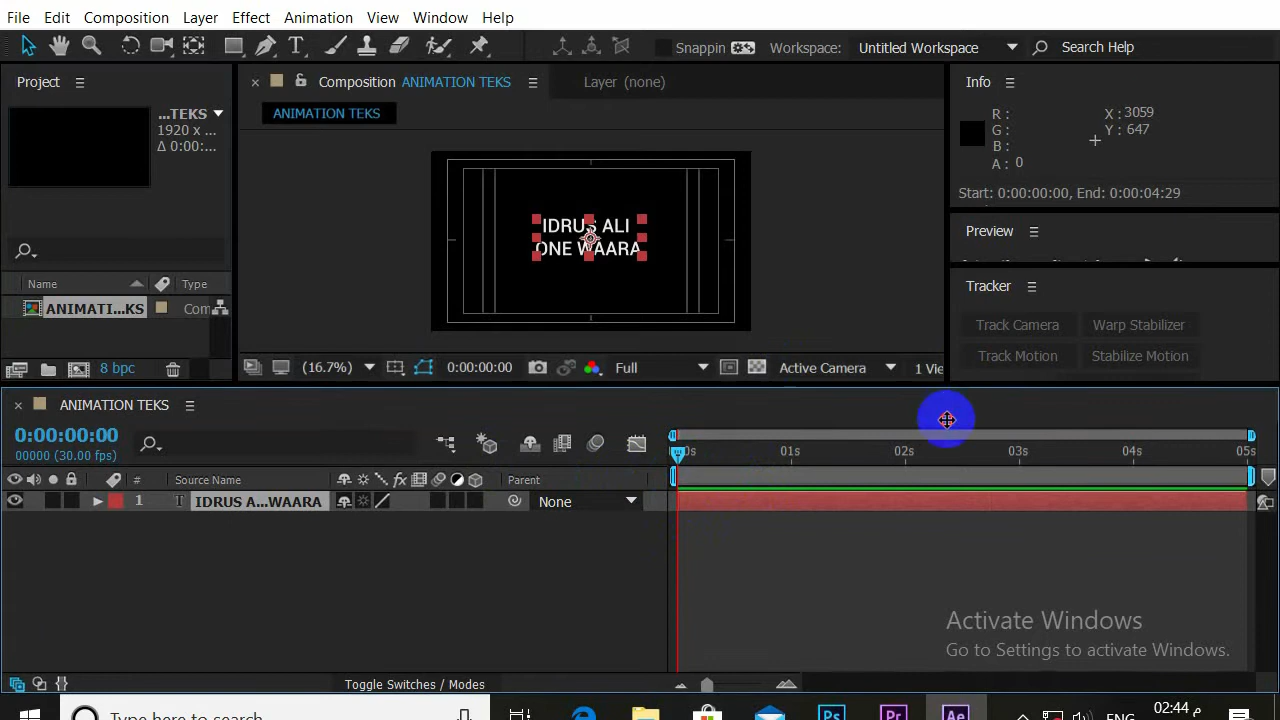 File Edit Composition Layer Effect Animation View Window Help
Snappin Workspace: Untitled Workspace Search Help
Project
Composition ANIMATION TEKS
Layer (none)
Info
...TEKS
1920 x ...
Δ 0:00:...
ANIMATION TEKS
R :
G :
B :
A : 0
X : 3059
Y : 647
Start: 0:00:00:00, End: 0:00:04:29
IDRUS ALI
ONE WAARA
Preview
Name Type
Tracker
ANIMATI...KS Com
Track Camera Warp Stabilizer
Track Motion Stabilize Motion
8 bpc
(16.7%) 0:00:00:00 Full Active Camera 1 Vie
ANIMATION TEKS
0:00:00:00
00000 (30.00 fps)
0s 01s 02s 03s 04s 05s
# Source Name Parent
1 T IDRUS A...WAARA None
Activate Windows
Go to Settings to activate Windows.
Toggle Switches / Modes
Type here to search
Ps Pr Ae
ENG
02:44 م